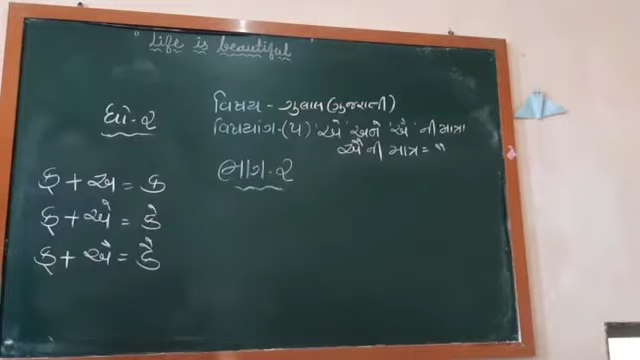 "Life is beautiful
ધો-૨
વિષય - ગુલાલ (ગુજરાતી)
વિષયાંગ-(૫) 'એ' અને 'ઐ' ની માત્રા
ઐ ની માત્ર = "
ભાગ-૨
ક્ + અ = ક
ક્ + એ = કે
ક્ + ઐ = કૈ